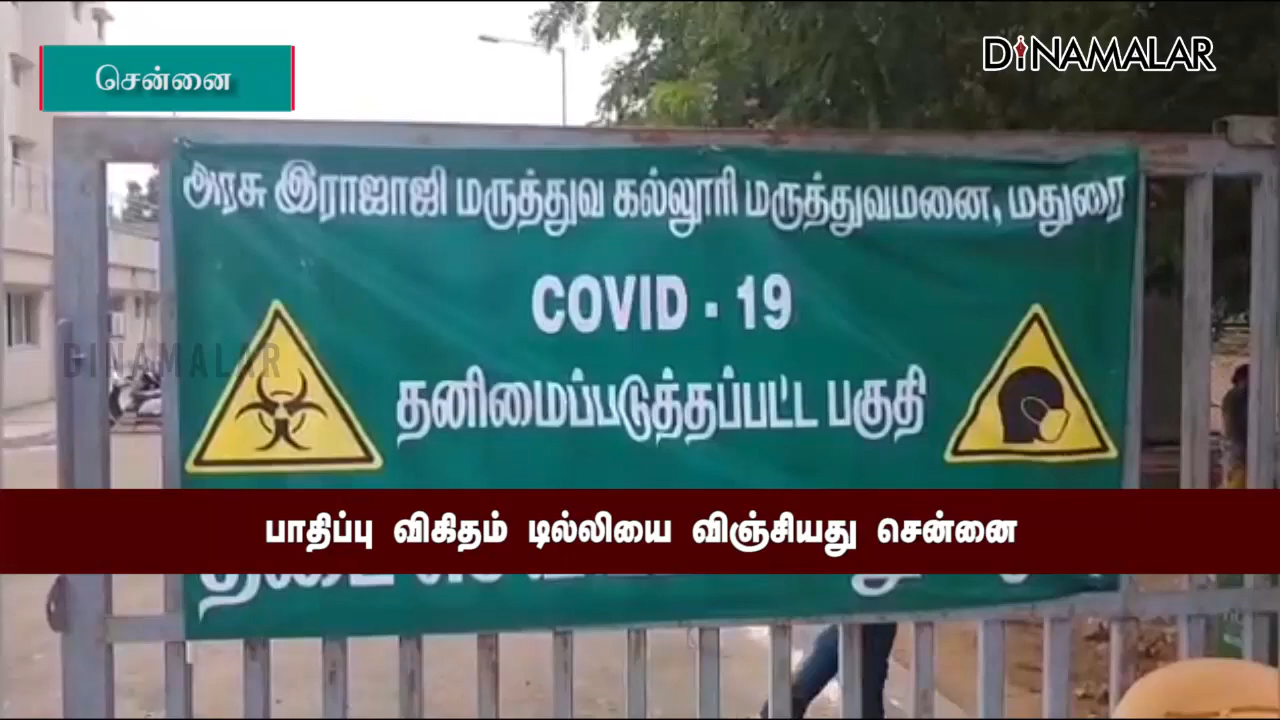 சென்னை
DINAMALAR
அரசு இராஜாஜி மருத்துவ கல்லூரி மருத்துவமனை, மதுரை
COVID - 19
DINAMALAR
தனிமைப்படுத்தப்பட்ட பகுதி
பாதிப்பு விகிதம் டில்லியை விஞ்சியது சென்னை